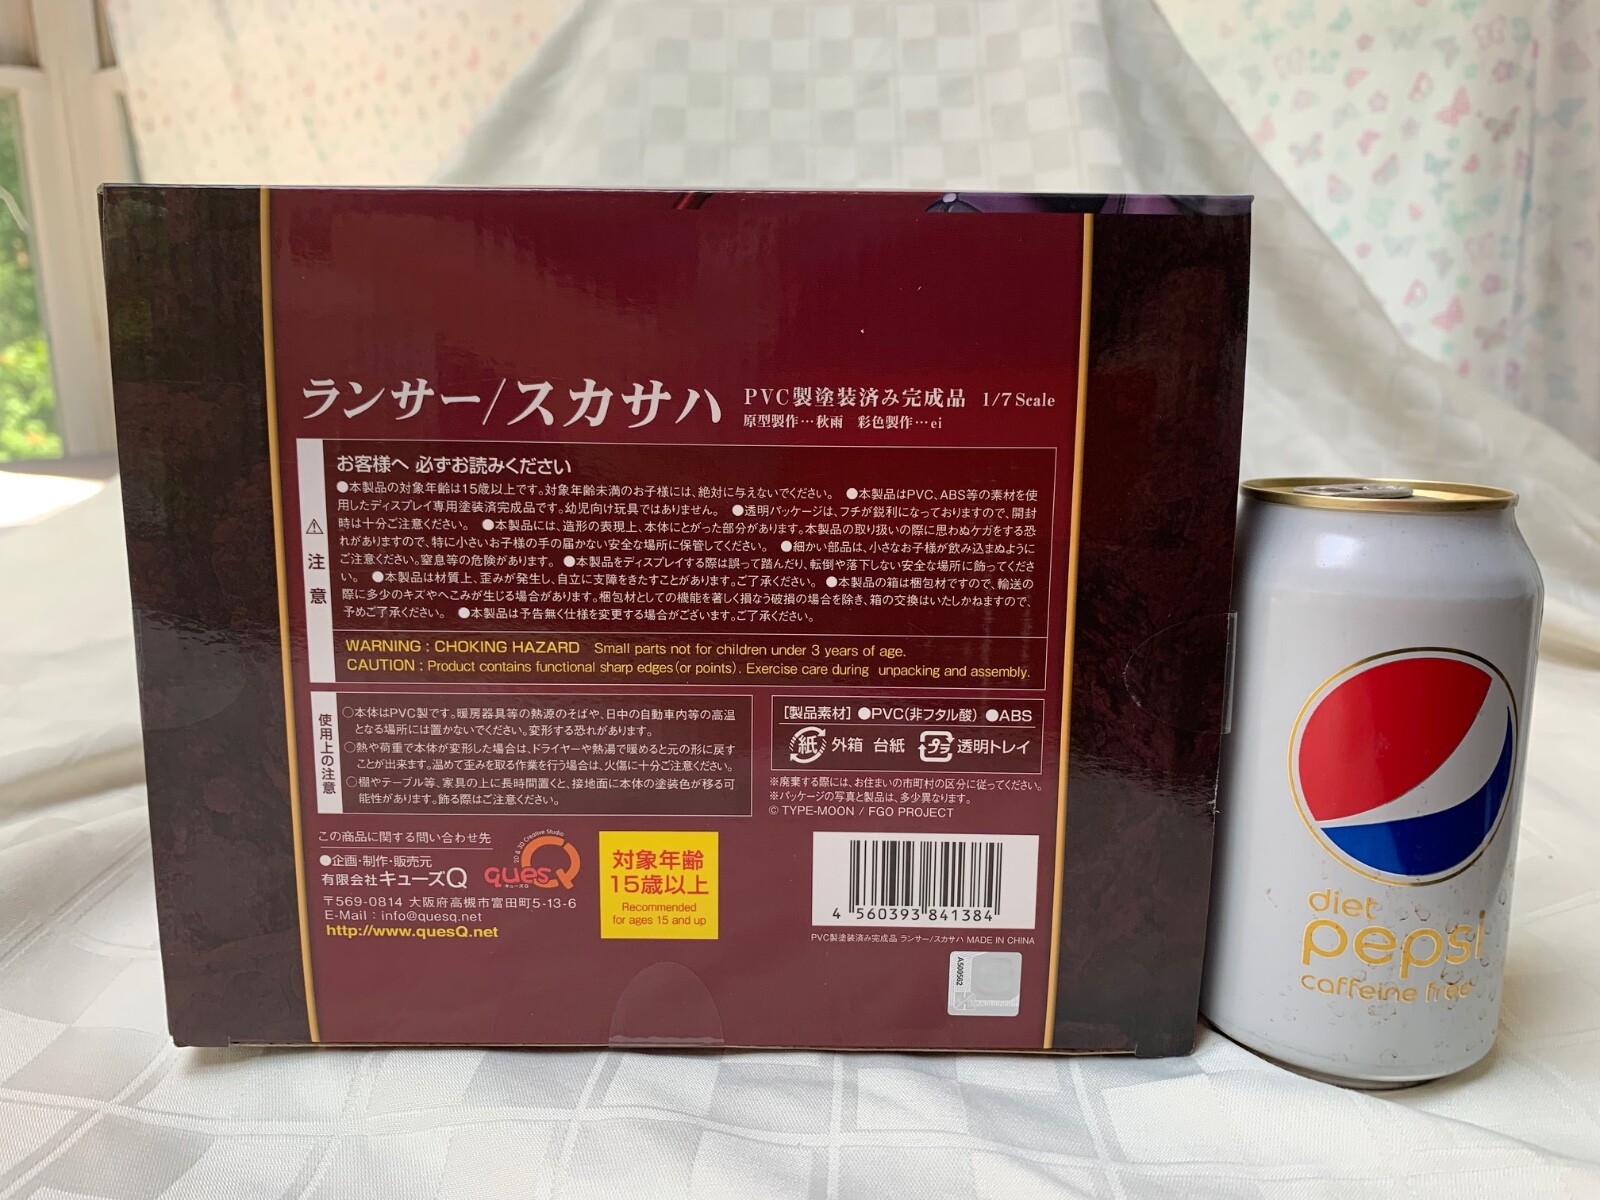 ランサー/スカサハ PVC製塗装済み完成品 1/7 Scale
原型製作…秋雨 彩色製作…ei
注意
お客様へ 必ずお読みください
●本製品の対象年齢は15歳以上です。対象年齢未満のお子様には、絶対に与えないでください。 ●本製品はPVC、ABS等の素材を使
用したディスプレイ専用塗装済完成品です。幼児向け玩具ではありません。 ●透明パッケージは、フチが鋭利になっておりますので、開封
時は十分ご注意ください。 ●本製品には、造形の表現上、本体にとがった部分があります。本製品の取り扱いの際に思わぬケガをする恐
れがありますので、特に小さいお子様の手の届かない安全な場所に保管してください。 ●細かい部品は、小さなお子様が飲み込まぬように
ご注意ください。窒息等の危険があります。 ●本製品をディスプレイする際は誤って踏んだり、転倒や落下しない安全な場所に飾ってくださ
い。 ●本製品は材質上、歪みが発生し、自立に支障をきたすことがあります。ご了承ください。 ●本製品の箱は梱包材ですので、輸送の
際に多少のキズやへこみが生じる場合があります。梱包材としての機能を著しく損なう破損の場合を除き、箱の交換はいたしかねますので、
予めご了承ください。 ●本製品は予告無く仕様を変更する場合がございます。ご了承ください。
WARNING : CHOKING HAZARD Small parts not for children under 3 years of age.
CAUTION : Product contains functional sharp edges(or points). Exercise care during unpacking and assembly.
使用上の注意
○本体はPVC製です。暖房器具等の熱源のそばや、日中の自動車内等の高温
となる場所には置かないでください。変形する恐れがあります。
○熱や荷重で本体が変形した場合は、ドライヤーや熱湯で暖めると元の形に戻す
ことが出来ます。温めて歪みを取る作業を行う場合は、火傷に十分ご注意ください。
○棚やテーブル等、家具の上に長時間置くと、接地面に本体の塗装色が移る可
能性があります。飾る際はご注意ください。
[製品素材] ●PVC(非フタル酸) ●ABS
紙 外箱 台紙 プラ 透明トレイ
※廃棄する際には、お住まいの市町村の区分に従ってください。
※パッケージの写真と製品は、多少異なります。
© TYPE-MOON / FGO PROJECT
この商品に関する問い合わせ先
●企画・制作・販売元
有限会社キューズQ
〒569-0814 大阪府高槻市富田町5-13-6
E-Mail : info@quesq.net
http://www.quesQ.net
2D & 3D Creative Studio
quesQ
キューズQ
対象年齢
15歳以上
Recommended
for ages 15 and up
4 560393 841384
PVC製塗装済み完成品 ランサー/スカサハ MADE IN CHINA
A500562
diet
pepsi
caffeine free